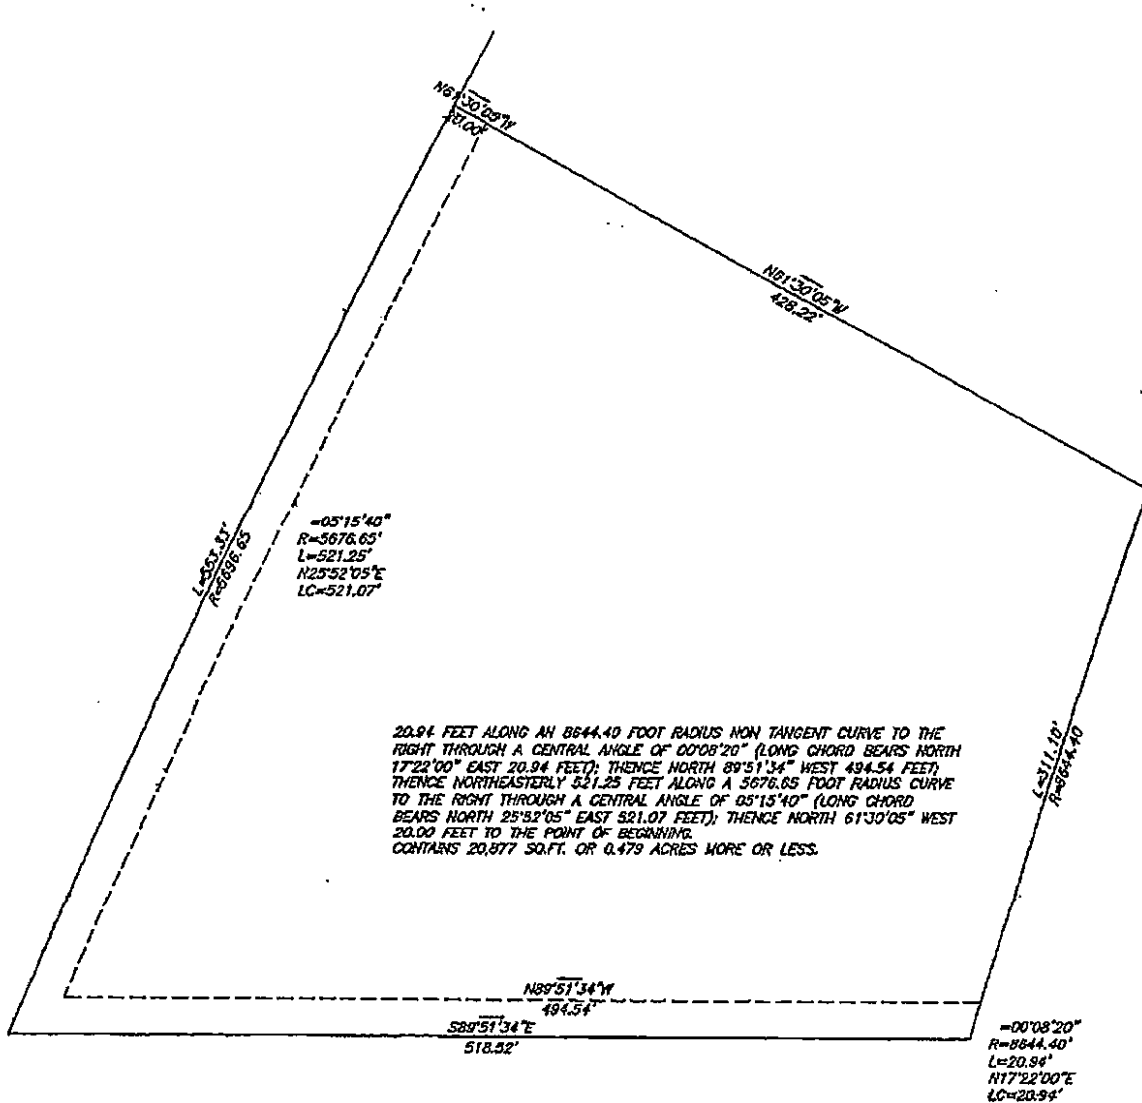 N61°30'05"W
20.00'
N61°30'05"W
428.22'
L=553.33'
R=5696.65
=05°15'40"
R=5676.65'
L=521.25'
N25°52'05"E
LC=521.07'
20.94 FEET ALONG AN 8644.40 FOOT RADIUS NON TANGENT CURVE TO THE
RIGHT THROUGH A CENTRAL ANGLE OF 00°08'20" (LONG CHORD BEARS NORTH
17°22'00" EAST 20.94 FEET); THENCE NORTH 89°51'34" WEST 494.54 FEET;
THENCE NORTHEASTERLY 521.25 FEET ALONG A 5676.65 FOOT RADIUS CURVE
TO THE RIGHT THROUGH A CENTRAL ANGLE OF 05°15'40" (LONG CHORD
BEARS NORTH 25°52'05" EAST 521.07 FEET); THENCE NORTH 61°30'05" WEST
20.00 FEET TO THE POINT OF BEGINNING.
CONTAINS 20,877 SQ.FT. OR 0.479 ACRES MORE OR LESS.
L=311.10'
R=8644.40
N89°51'34"W
494.54'
S89°51'34"E
518.52'
=00°08'20"
R=8644.40'
L=20.94'
N17°22'00"E
LC=20.94'